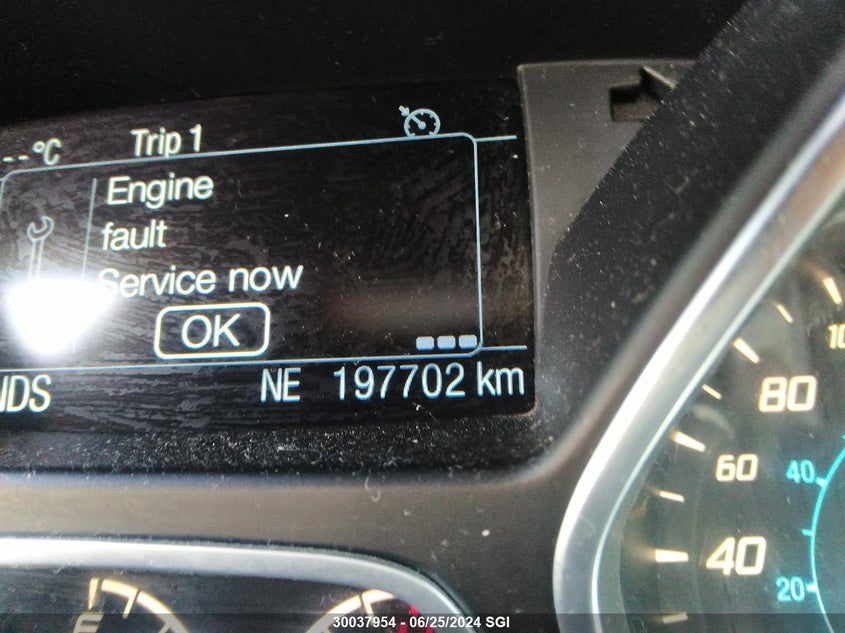 --°C Trip 1
Engine
fault
Service now
OK
NDS NE 197702 km
80
60
40
40
20
30037954 - 06/25/2024 SGI